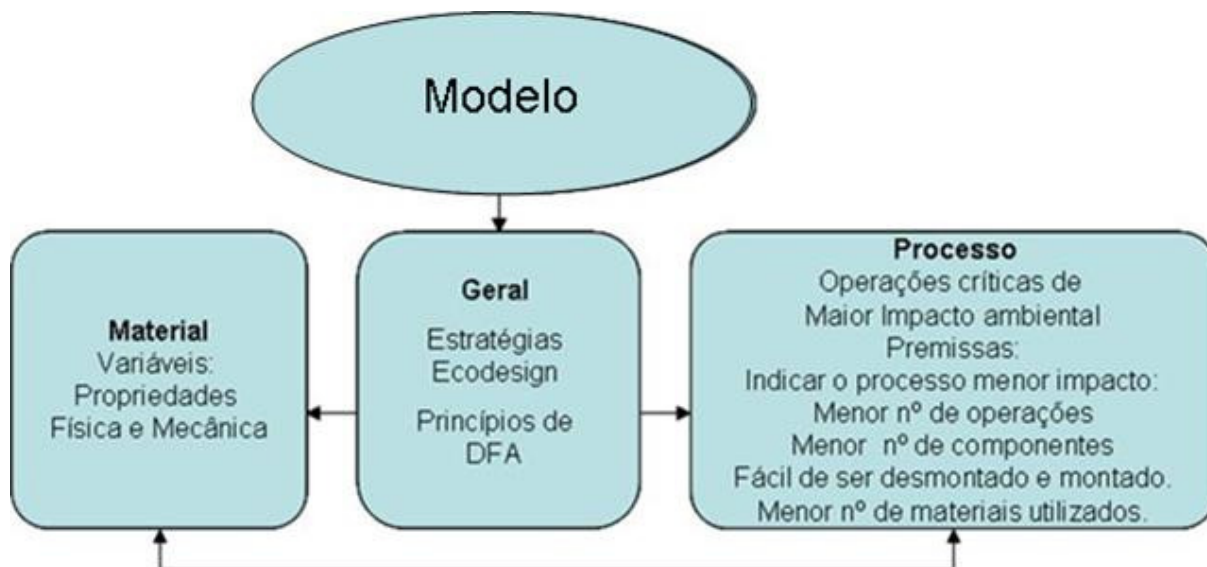 Modelo
Material
Variáveis:
Propriedades
Física e Mecânica
Geral
Estratégias
Ecodesign
Princípios de
DFA
Processo
Operações críticas de
Maior Impacto ambiental
Premissas:
Indicar o processo menor impacto:
Menor nº de operações
Menor nº de componentes
Fácil de ser desmontado e montado.
Menor nº de materiais utilizados.